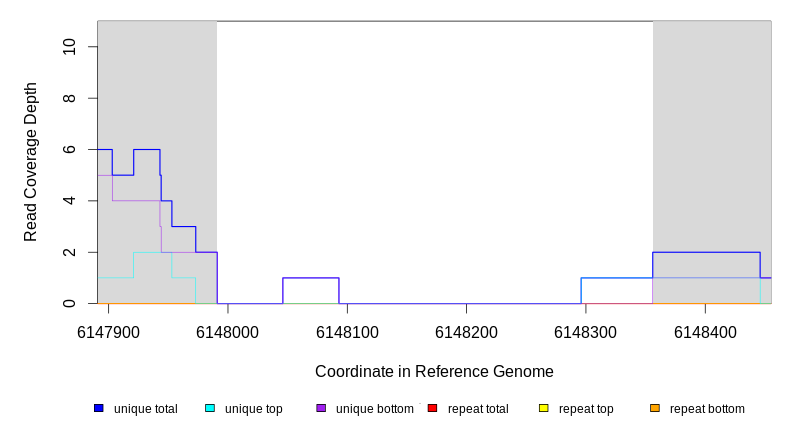 Read Coverage Depth
10
8
6
4
2
0
6147900 6148000 6148100 6148200 6148300 6148400
Coordinate in Reference Genome
unique total unique top unique bottom repeat total repeat top repeat bottom